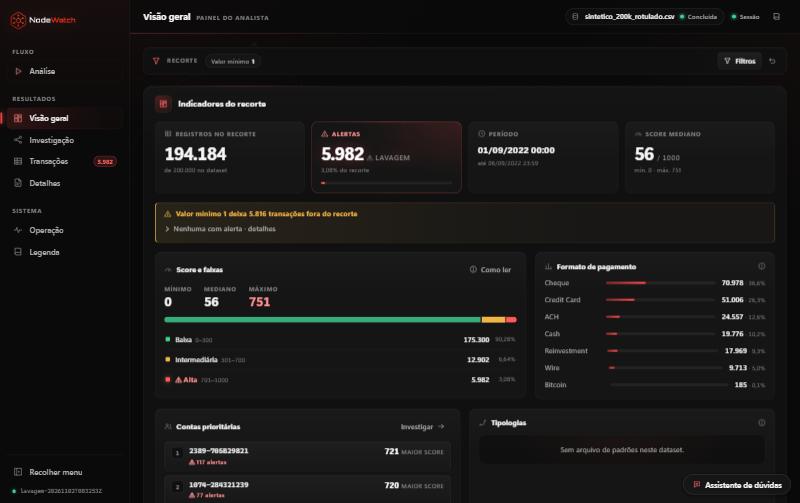 NodeWatch
FLUXO
Análise
RESULTADOS
Visão geral
Investigação
Transações 5.982
Detalhes
SISTEMA
Operação
Legenda
Recolher menu
Visão geral PAINEL DO ANALISTA
sintetico_200k_rotulado.csv Concluída Sessão
RECORTE Valor mínimo 1 Filtros
Indicadores do recorte
REGISTROS NO RECORTE
194.184
de 200.000 no dataset
ALERTAS
5.982 LAVAGEM
3,08% do recorte
PERÍODO
01/09/2022 00:00
até 06/09/2022 23:59
SCORE MEDIANO
56 / 1000
mín. 0 · máx. 751
Valor mínimo 1 deixa 5.816 transações fora do recorte
Nenhuma com alerta · detalhes
Score e faixas Como ler
MÍNIMO MEDIANO MÁXIMO
0 56 751
Baixa 0–300 175.300 90,28%
Intermediária 301–700 12.902 6,64%
Alta 701–1000 5.982 3,08%
Formato de pagamento
Cheque 70.978 36,6%
Credit Card 51.006 26,3%
ACH 24.557 12,6%
Cash 19.776 10,2%
Reinvestment 17.969 9,3%
Wire 9.713 5,0%
Bitcoin 185 0,1%
Contas prioritárias Investigar
1 2389-705829821 721 MAIOR SCORE
117 alertas
2 1074-284321239 720 MAIOR SCORE
77 alertas
Tipologias
Sem arquivo de padrões neste dataset.
Assistente de dúvidas